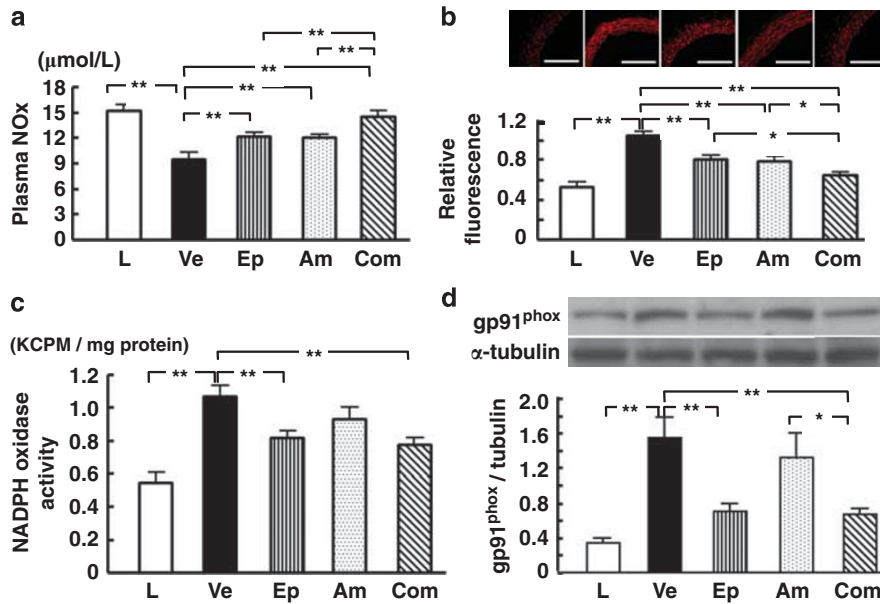 a
(μmol/L)
** ** ** ** ** **
18
15
12
9
6
3
0
Plasma NOx
L Ve Ep Am Com
b
** ** ** ** * *
1.2
0.8
0.4
0
Relative
fluorescence
L Ve Ep Am Com
c
(KCPM / mg protein)
** ** **
1.2
1.0
0.8
0.6
0.4
0.2
0
NADPH oxidase
activity
L Ve Ep Am Com
d
gp91phox
α-tubulin
** ** ** *
2.0
1.6
1.2
0.8
0.4
0
gp91phox / tubulin
L Ve Ep Am Com